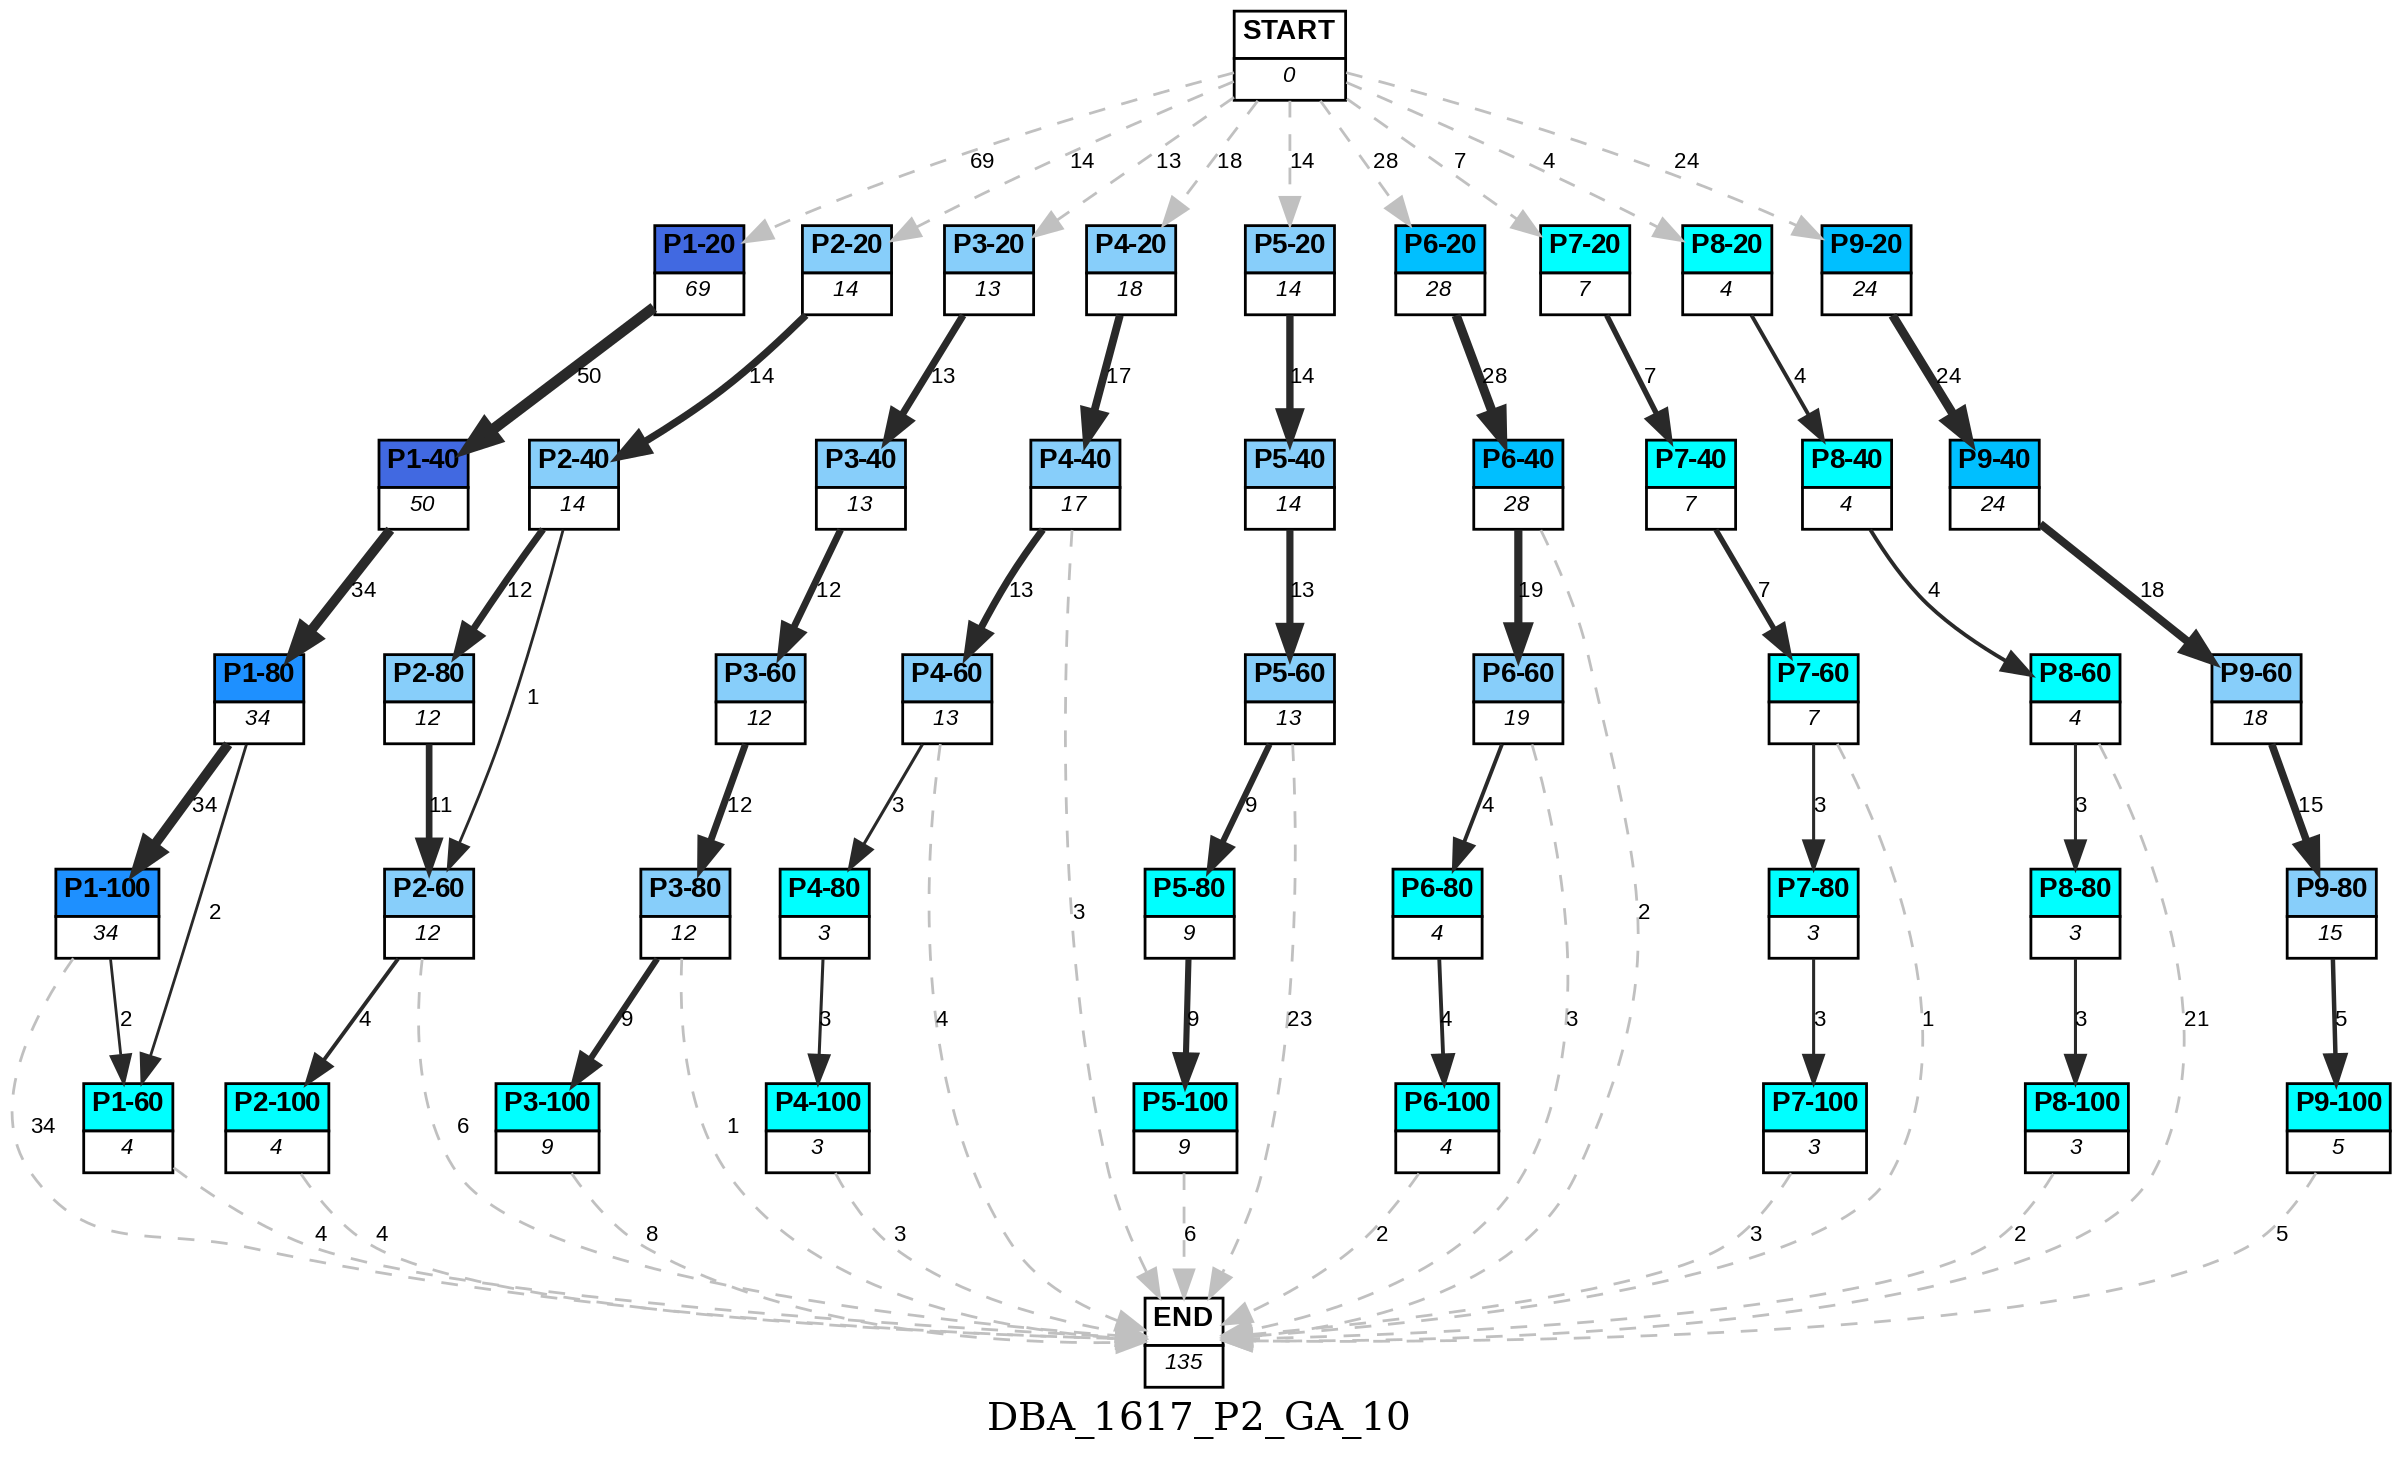 START
0
69
14
13
18
14
28
7
4
24
P1-20
P2-20
P3-20
P4-20
P5-20
P6-20
P7-20
P8-20
P9-20
69
14
13
18
14
28
7
4
24
50
14
13
17
14
28
7
4
24
P1-40
P2-40
P3-40
P4-40
P5-40
P6-40
P7-40
P8-40
P9-40
50
14
13
17
14
28
7
4
24
34
12
12
13
13
19
7
4
18
P1-80
P2-80
1
P3-60
P4-60
P5-60
P6-60
P7-60
P8-60
P9-60
34
12
12
13
13
19
7
4
18
34
11
12
3
9
4
3
3
15
P1-100
2
P2-60
P3-80
P4-80
3
P5-80
P6-80
2
P7-80
P8-80
P9-80
34
12
12
3
9
4
3
3
15
2
4
9
3
4
9
23
4
3
3
1
3
21
5
34
P1-60
P2-100
6
P3-100
1
P4-100
P5-100
P6-100
P7-100
P8-100
P9-100
4
4
9
3
9
4
3
3
5
4
4
8
3
6
2
3
2
5
END
135
DBA_1617_P2_GA_10